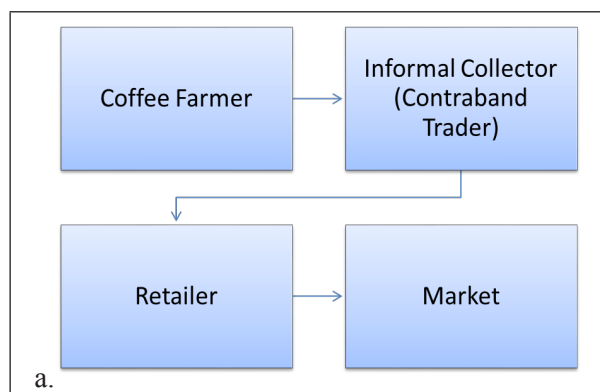 Coffee Farmer
Informal Collector
(Contraband
Trader)
Retailer
Market
a.